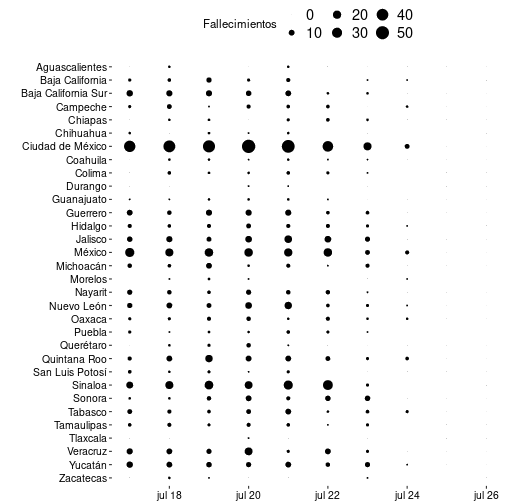 Fallecimientos 0 20 40
10 30 50
Aguascalientes
Baja California
Baja California Sur
Campeche
Chiapas
Chihuahua
Ciudad de México
Coahuila
Colima
Durango
Guanajuato
Guerrero
Hidalgo
Jalisco
México
Michoacán
Morelos
Nayarit
Nuevo León
Oaxaca
Puebla
Querétaro
Quintana Roo
San Luis Potosí
Sinaloa
Sonora
Tabasco
Tamaulipas
Tlaxcala
Veracruz
Yucatán
Zacatecas
jul 18 jul 20 jul 22 jul 24 jul 26